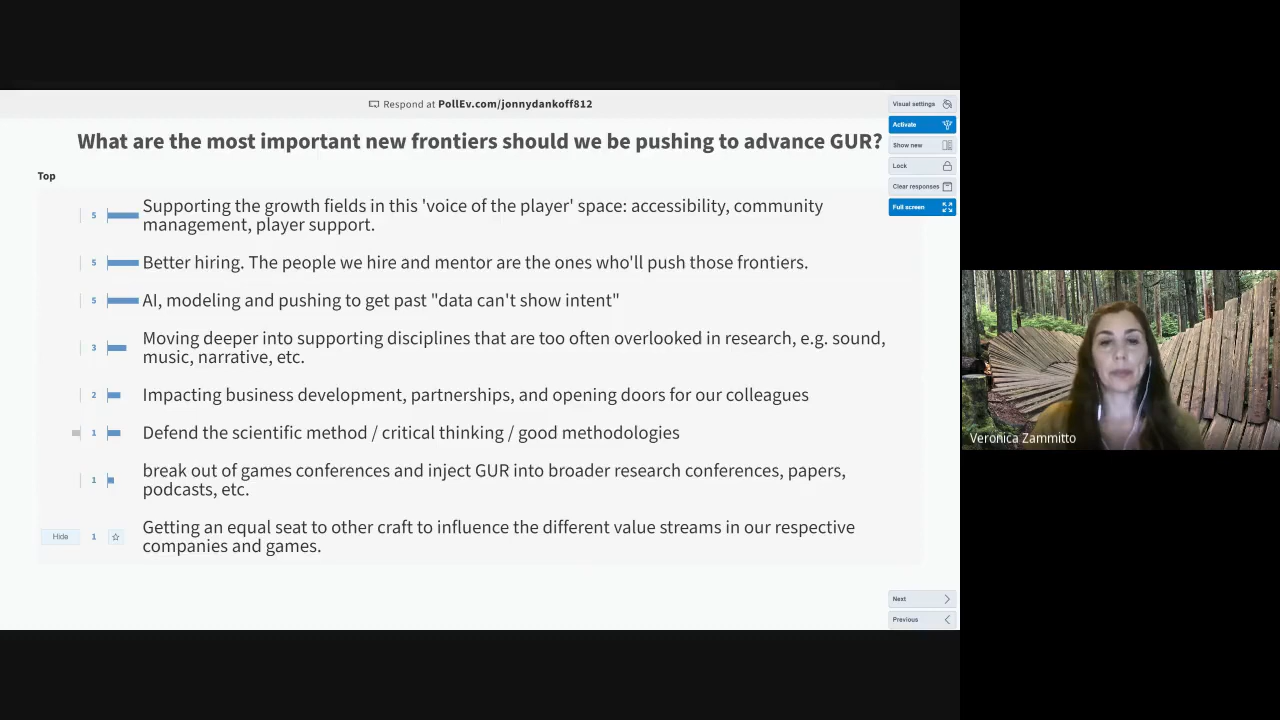 Respond at PollEv.com/jonnydankoff812
What are the most important new frontiers should we be pushing to advance GUR?
Top
5
Supporting the growth fields in this 'voice of the player' space: accessibility, community
management, player support.
5
Better hiring. The people we hire and mentor are the ones who'll push those frontiers.
5
AI, modeling and pushing to get past "data can't show intent"
3
Moving deeper into supporting disciplines that are too often overlooked in research, e.g. sound,
music, narrative, etc.
2
Impacting business development, partnerships, and opening doors for our colleagues
1
Defend the scientific method / critical thinking / good methodologies
1
break out of games conferences and inject GUR into broader research conferences, papers,
podcasts, etc.
Hide
1
Getting an equal seat to other craft to influence the different value streams in our respective
companies and games.
Visual settings
Activate
Show new
Lock
Clear responses
Full screen
Next
Previous
Veronica Zammitto